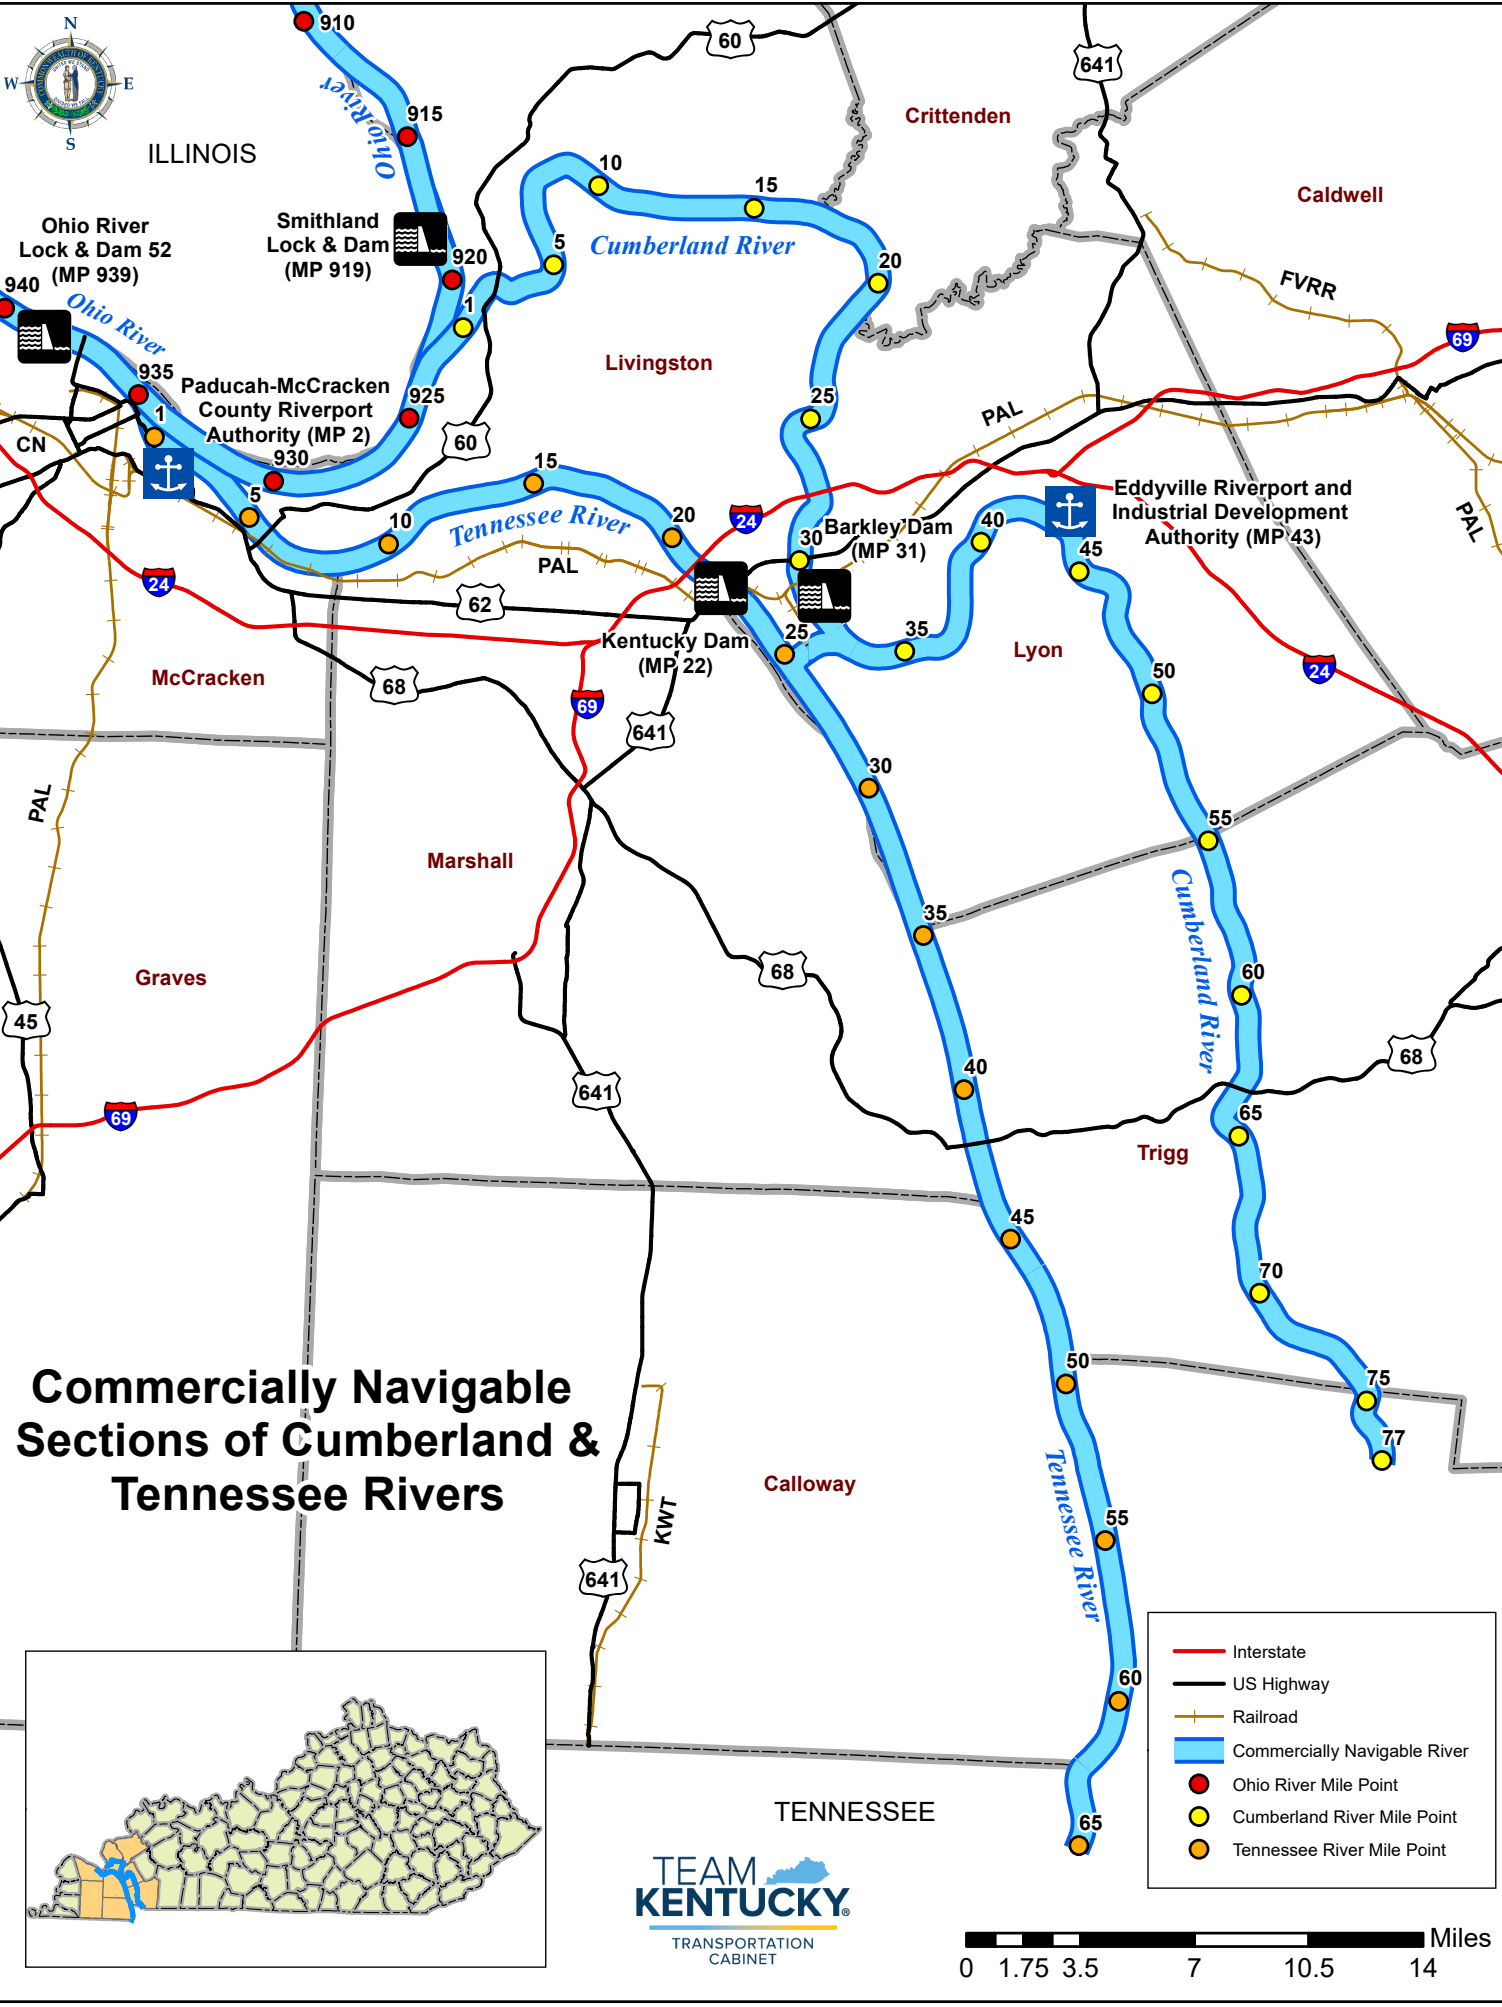 N
W
E
S
910
915
60
641
Ohio River
ILLINOIS
Crittenden
Caldwell
Ohio River
Lock & Dam 52
(MP 939)
Smithland
Lock & Dam
(MP 919)
10
15
5
Cumberland River
20
920
1
940
Ohio River
FVRR
69
Livingston
935
1
Paducah-McCracken
County Riverport
Authority (MP 2)
925
25
PAL
CN
930
60
5
10
15
Tennessee River
20
24
Barkley Dam
(MP 31)
30
40
Eddyville Riverport and
Industrial Development
Authority (MP 43)
45
PAL
PAL
24
62
Kentucky Dam
(MP 22)
25
35
Lyon
24
McCracken
68
69
641
50
30
PAL
55
Marshall
Cumberland River
35
Graves
68
60
45
68
40
641
69
65
Trigg
45
70
50
75
77
Commercially Navigable
Sections of Cumberland &
Tennessee Rivers
Calloway
Tennessee River
KWT
55
641
60
65
Interstate
US Highway
Railroad
Commercially Navigable River
Ohio River Mile Point
Cumberland River Mile Point
Tennessee River Mile Point
TENNESSEE
TEAM
KENTUCKY®
TRANSPORTATION
CABINET
Miles
0 1.75 3.5 7 10.5 14